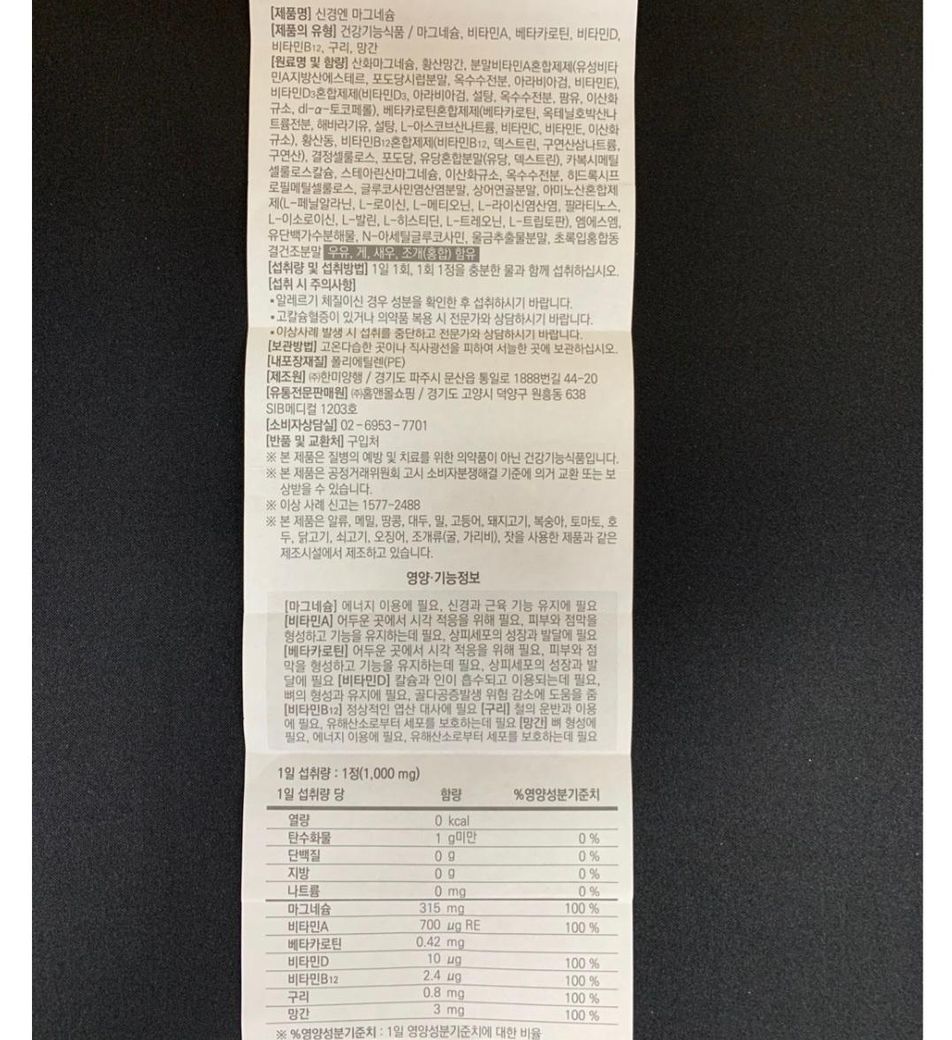 [제품명] 신경엔 마그네슘
[제품의 유형] 건강기능식품 / 마그네슘, 비타민A, 베타카로틴, 비타민D,
비타민B12, 구리, 망간
[원료명 및 함량] 산화마그네슘, 황산망간, 분말비타민A혼합제제(유성비타
민A지방산에스테르, 포도당시럽분말, 옥수수전분, 아라비아검, 비타민E),
비타민D3혼합제제(비타민D3, 아라비아검, 설탕, 옥수수전분, 팜유, 이산화
규소, dl-α-토코페롤), 베타카로틴혼합제제(베타카로틴, 옥테닐호박산나
트륨전분, 해바라기유, 설탕, L-아스코브산나트륨, 비타민C, 비타민E, 이산화
규소), 황산동, 비타민B12혼합제제(비타민B12, 덱스트린, 구연산삼나트륨,
구연산), 결정셀룰로스, 포도당, 유당혼합분말(유당, 덱스트린), 카복시메틸
셀룰로스칼슘, 스테아린산마그네슘, 이산화규소, 옥수수전분, 히드록시프
로필메틸셀룰로스, 글루코사민염산염분말, 상어연골분말, 아미노산혼합제
제(L-페닐알라닌, L-로이신, L-메티오닌, L-라이신염산염, 팔라티노스,
L-이소로이신, L-발린, L-히스티딘, L-트레오닌, L-트립토판), 엠에스엠,
유단백가수분해물, N-아세틸글루코사민, 울금추출물분말, 초록입홍합동
결건조분말 우유, 게, 새우, 조개(홍합) 함유
[섭취량 및 섭취방법] 1일 1회, 1회 1정을 충분한 물과 함께 섭취하십시오.
[섭취 시 주의사항]
•알레르기 체질이신 경우 성분을 확인한 후 섭취하시기 바랍니다.
•고칼슘혈증이 있거나 의약품 복용 시 전문가와 상담하시기 바랍니다.
•이상사례 발생 시 섭취를 중단하고 전문가와 상담하시기 바랍니다.
[보관방법] 고온다습한 곳이나 직사광선을 피하여 서늘한 곳에 보관하십시오.
[내포장재질] 폴리에틸렌(PE)
[제조원] ㈜한미양행 / 경기도 파주시 문산읍 통일로 1888번길 44-20
[유통전문판매원] ㈜홈앤몰쇼핑 / 경기도 고양시 덕양구 원흥동 638
SIB메디컬 1203호
[소비자상담실] 02-6953-7701
[반품 및 교환처] 구입처
※ 본 제품은 질병의 예방 및 치료를 위한 의약품이 아닌 건강기능식품입니다.
※ 본 제품은 공정거래위원회 고시 소비자분쟁해결 기준에 의거 교환 또는 보
상받을 수 있습니다.
※ 이상 사례 신고는 1577-2488
※ 본 제품은 알류, 메밀, 땅콩, 대두, 밀, 고등어, 돼지고기, 복숭아, 토마토, 호
두, 닭고기, 쇠고기, 오징어, 조개류(굴, 가리비), 잣을 사용한 제품과 같은
제조시설에서 제조하고 있습니다.
영양·기능정보
[마그네슘] 에너지 이용에 필요, 신경과 근육 기능 유지에 필요
[비타민A] 어두운 곳에서 시각 적응을 위해 필요, 피부와 점막을
형성하고 기능을 유지하는데 필요, 상피세포의 성장과 발달에 필요
[베타카로틴] 어두운 곳에서 시각 적응을 위해 필요, 피부와 점
막을 형성하고 기능을 유지하는데 필요, 상피세포의 성장과 발
달에 필요 [비타민D] 칼슘과 인이 흡수되고 이용되는데 필요,
뼈의 형성과 유지에 필요, 골다공증발생 위험 감소에 도움을 줌
[비타민B12] 정상적인 엽산 대사에 필요 [구리] 철의 운반과 이용
에 필요, 유해산소로부터 세포를 보호하는데 필요 [망간] 뼈 형성에
필요, 에너지 이용에 필요, 유해산소로부터 세포를 보호하는데 필요
1일 섭취량 : 1정(1,000 mg)
1일 섭취량 당 함량 %영양성분기준치
열량 0 kcal
탄수화물 1 g미만 0 %
단백질 0 g 0 %
지방 0 g 0 %
나트륨 0 mg 0 %
마그네슘 315 mg 100 %
비타민A 700 μg RE 100 %
베타카로틴 0.42 mg
비타민D 10 μg 100 %
비타민B12 2.4 μg 100 %
구리 0.8 mg 100 %
망간 3 mg 100 %
※ %영양성분기준치 : 1일 영양성분기준치에 대한 비율